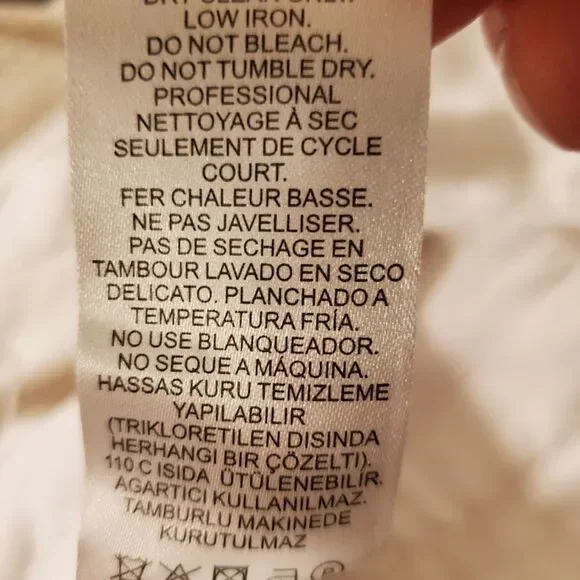 DRY CLEAN ONLY.
LOW IRON.
DO NOT BLEACH.
DO NOT TUMBLE DRY.
PROFESSIONAL
NETTOYAGE À SEC
SEULEMENT DE CYCLE
COURT.
FER CHALEUR BASSE.
NE PAS JAVELLISER.
PAS DE SECHAGE EN
TAMBOUR LAVADO EN SECO
DELICATO. PLANCHADO A
TEMPERATURA FRÍA.
NO USE BLANQUEADOR.
NO SEQUE A MÁQUINA.
HASSAS KURU TEMIZLEME
YAPILABILIR
(TRIKLORETILEN DISINDA
HERHANGI BIR ÇÖZELTI).
110 C ISIDA ÜTÜLENEBILIR.
AGARTICI KULLANILMAZ.
TAMBURLU MAKINEDE
KURUTULMAZ